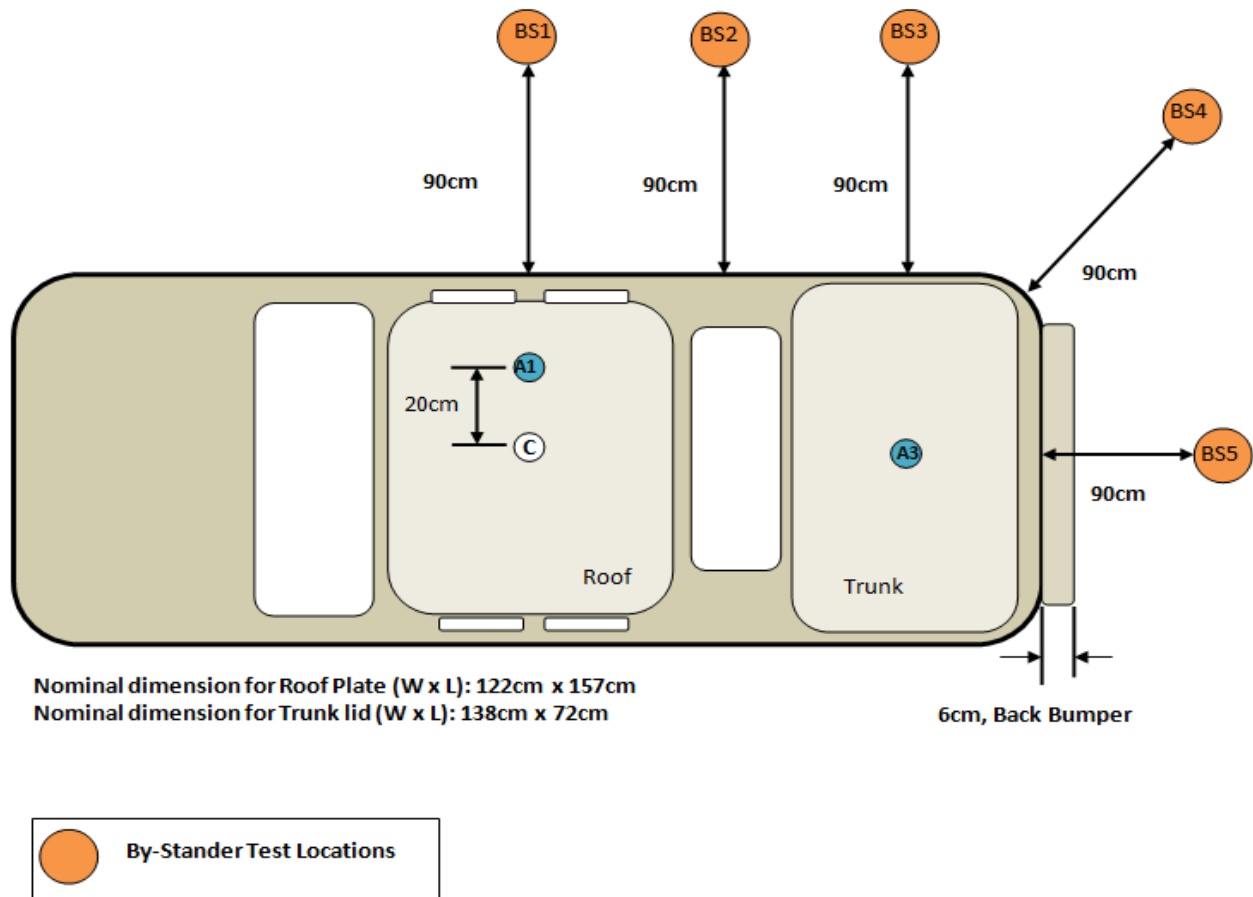 BS1
BS2
BS3
BS4
90cm
90cm
90cm
90cm
A1
20cm
C
A3
BS5
90cm
Roof
Trunk
Nominal dimension for Roof Plate (W x L): 122cm x 157cm
Nominal dimension for Trunk lid (W x L): 138cm x 72cm
6cm, Back Bumper
By-Stander Test Locations